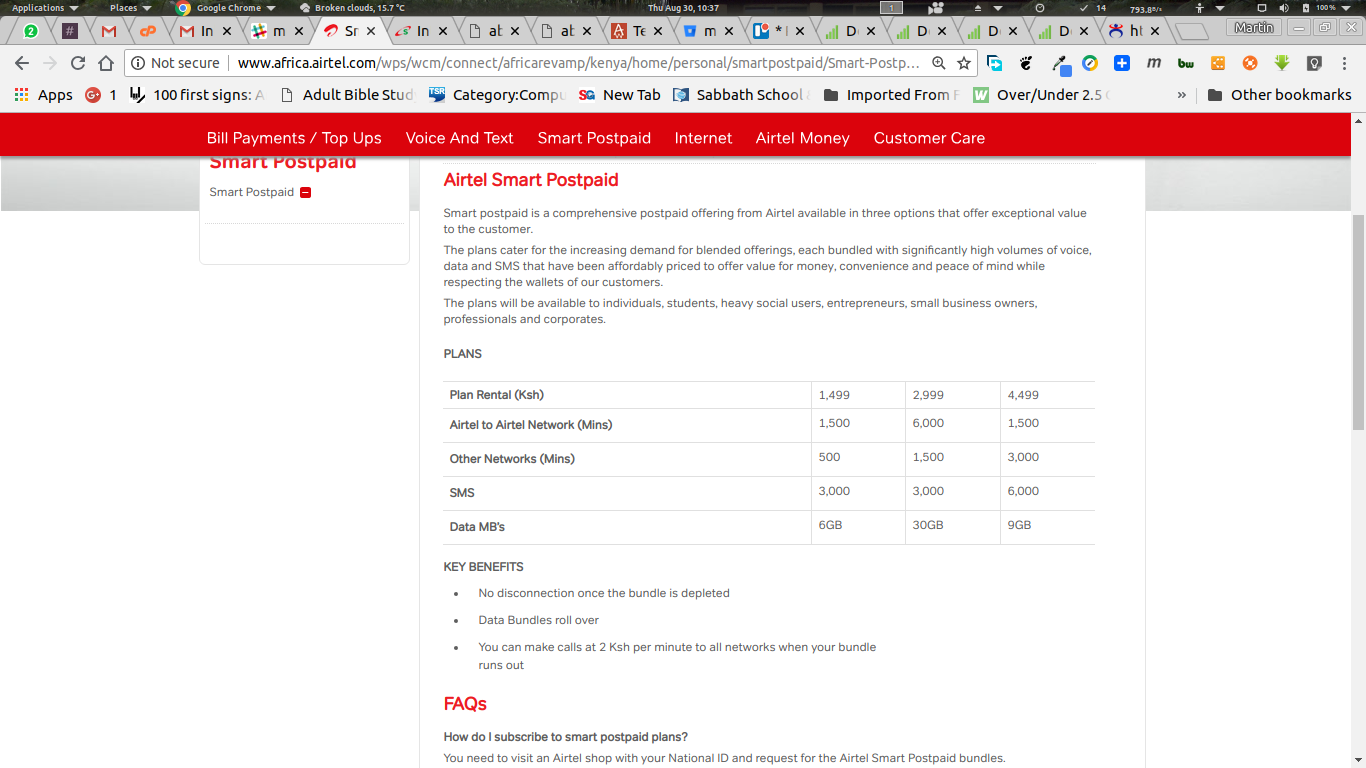 Applications Places Google Chrome Broken clouds, 15.7 °C Thu Aug 30, 10:37 1 14 100%
2 # In m Sr In at at Te m * I De De De De ht Martin
Not secure www.africa.airtel.com/wps/wcm/connect/africarevamp/kenya/home/personal/smartpostpaid/Smart-Postp...
Apps G+ 1 100 first signs: A Adult Bible Stud TSR Category:Compu SG New Tab Sabbath School Imported From F W Over/Under 2.5 » Other bookmarks
Bill Payments / Top Ups Voice And Text Smart Postpaid Internet Airtel Money Customer Care
Smart Postpaid
Smart Postpaid
Airtel Smart Postpaid
Smart postpaid is a comprehensive postpaid offering from Airtel available in three options that offer exceptional value
to the customer.
The plans cater for the increasing demand for blended offerings, each bundled with significantly high volumes of voice,
data and SMS that have been affordably priced to offer value for money, convenience and peace of mind while
respecting the wallets of our customers.
The plans will be available to individuals, students, heavy social users, entrepreneurs, small business owners,
professionals and corporates.
PLANS
Plan Rental (Ksh) 1,499 2,999 4,499
Airtel to Airtel Network (Mins) 1,500 6,000 1,500
Other Networks (Mins) 500 1,500 3,000
SMS 3,000 3,000 6,000
Data MB's 6GB 30GB 9GB
KEY BENEFITS
• No disconnection once the bundle is depleted
• Data Bundles roll over
• You can make calls at 2 Ksh per minute to all networks when your bundle
runs out
FAQs
How do I subscribe to smart postpaid plans?
You need to visit an Airtel shop with your National ID and request for the Airtel Smart Postpaid bundles.